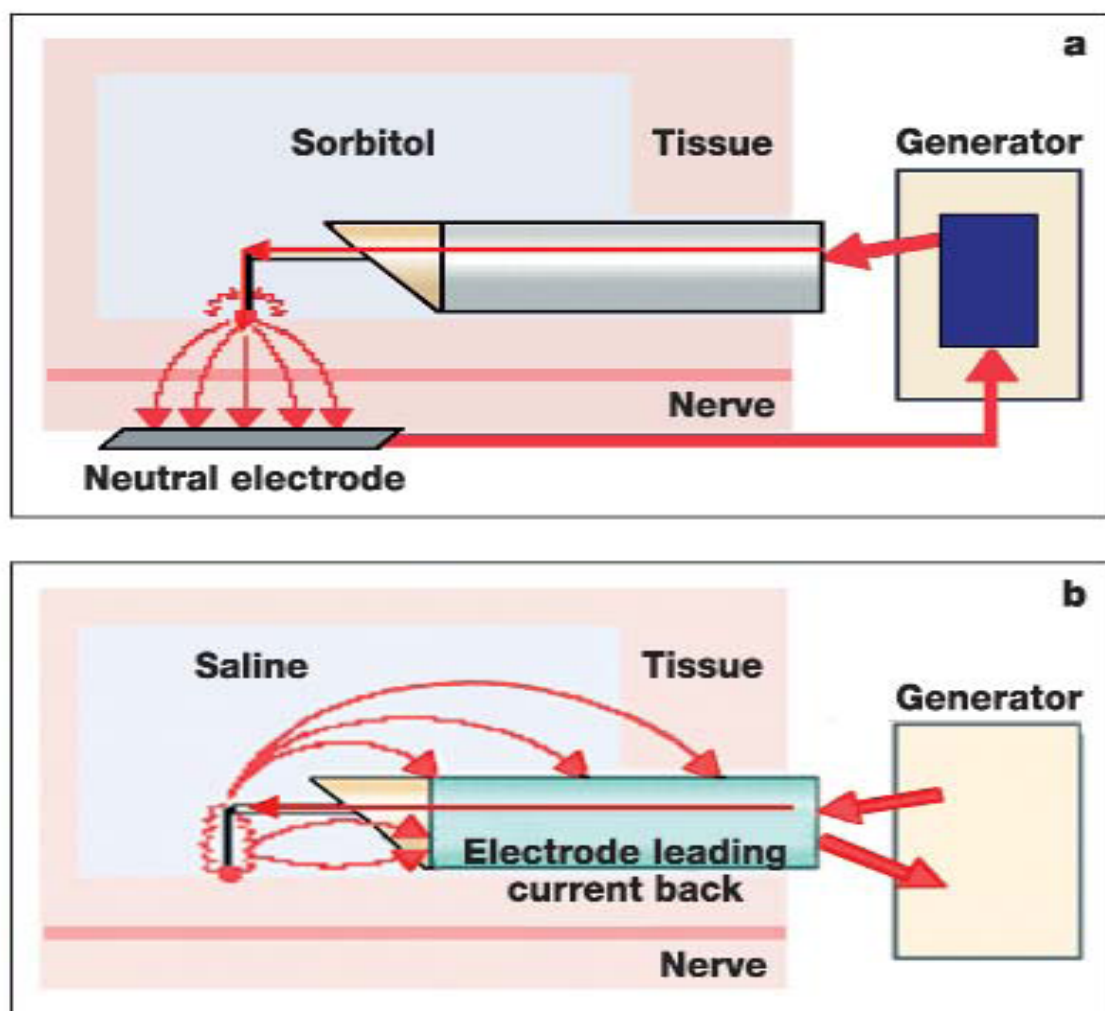 a
Sorbitol
Tissue
Generator
Nerve
Neutral electrode
b
Saline
Tissue
Generator
Electrode leading
current back
Nerve